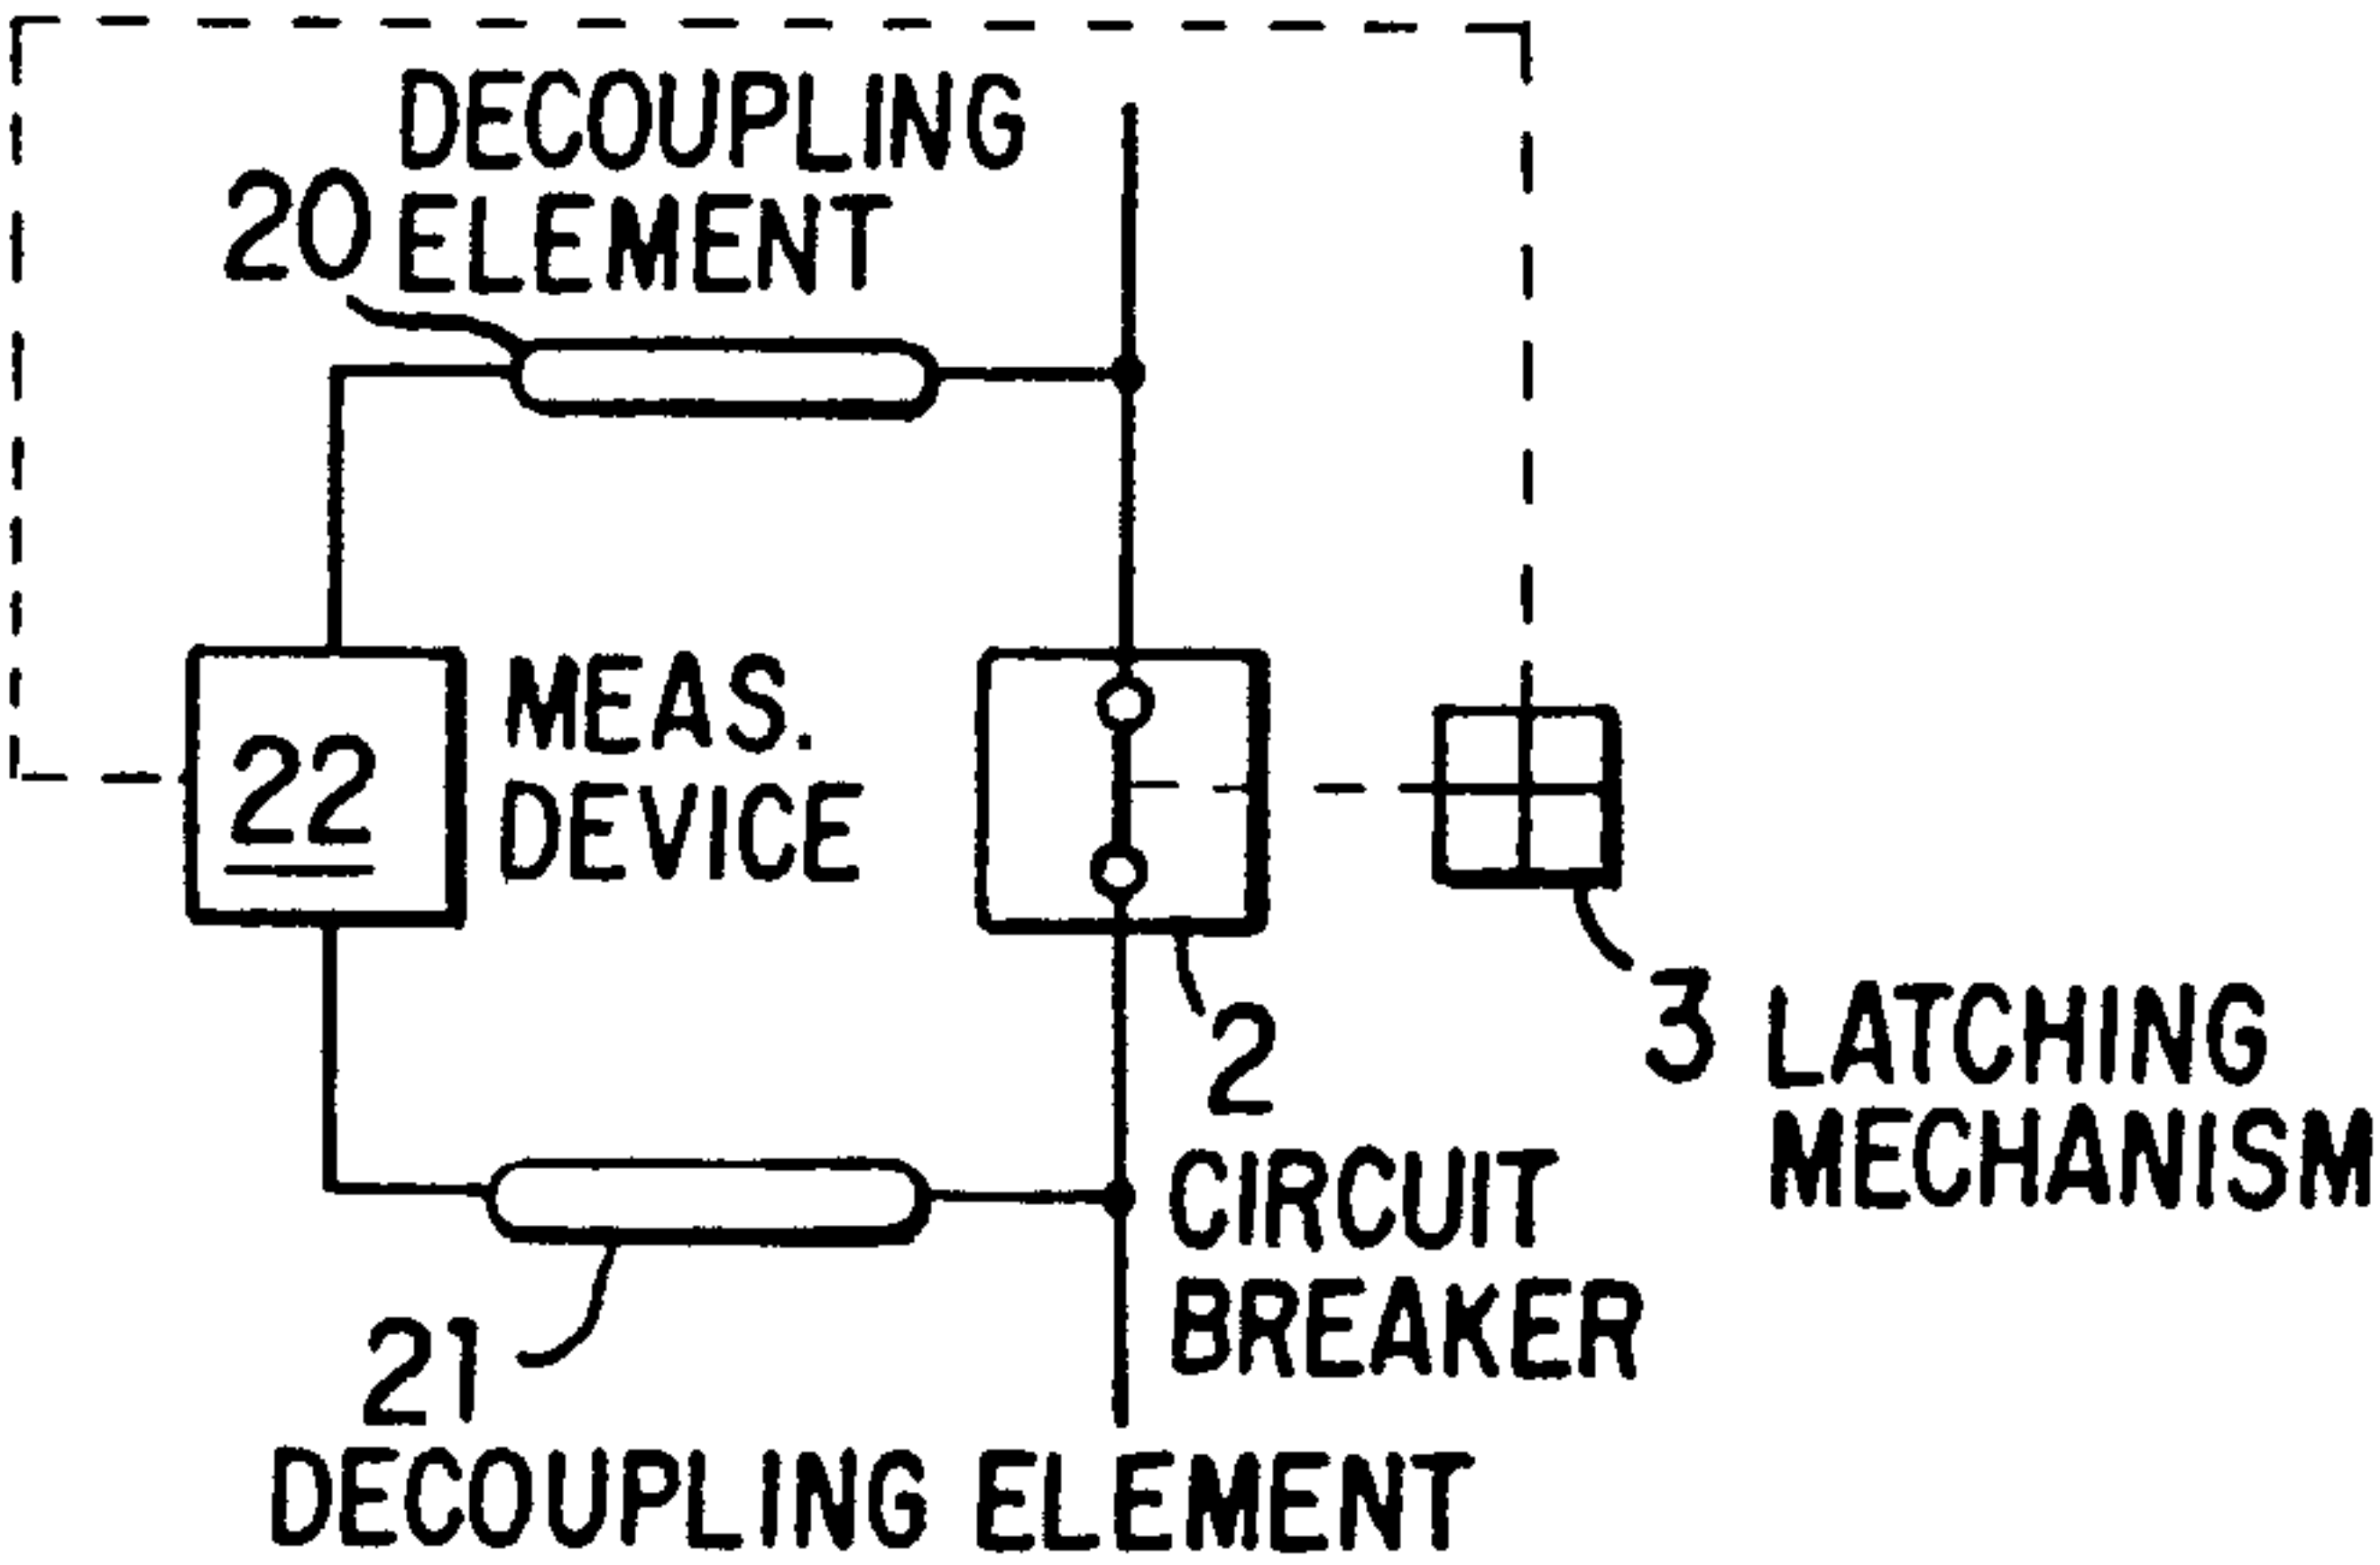 DECOUPLING
20 ELEMENT
MEAS.
22
DEVICE
3 LATCHING
MECHANISM
2
CIRCUIT
BREAKER
21
DECOUPLING ELEMENT